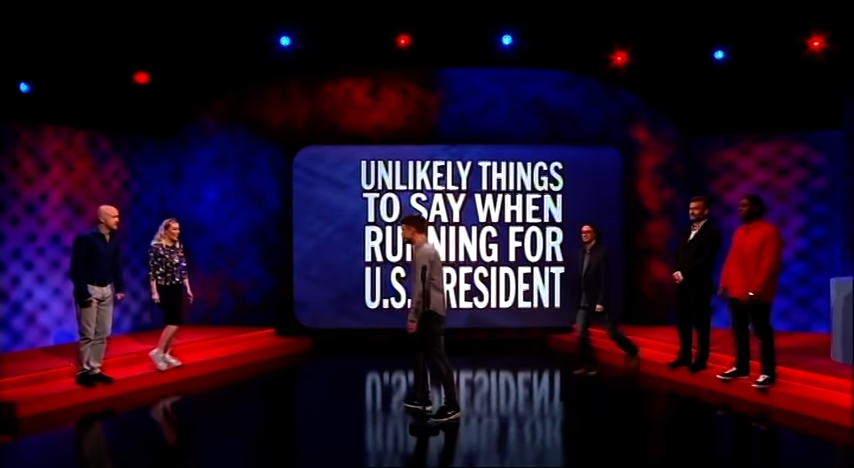 UNLIKELY THINGS
TO SAY WHEN
RUNNING FOR
U.S. PRESIDENT